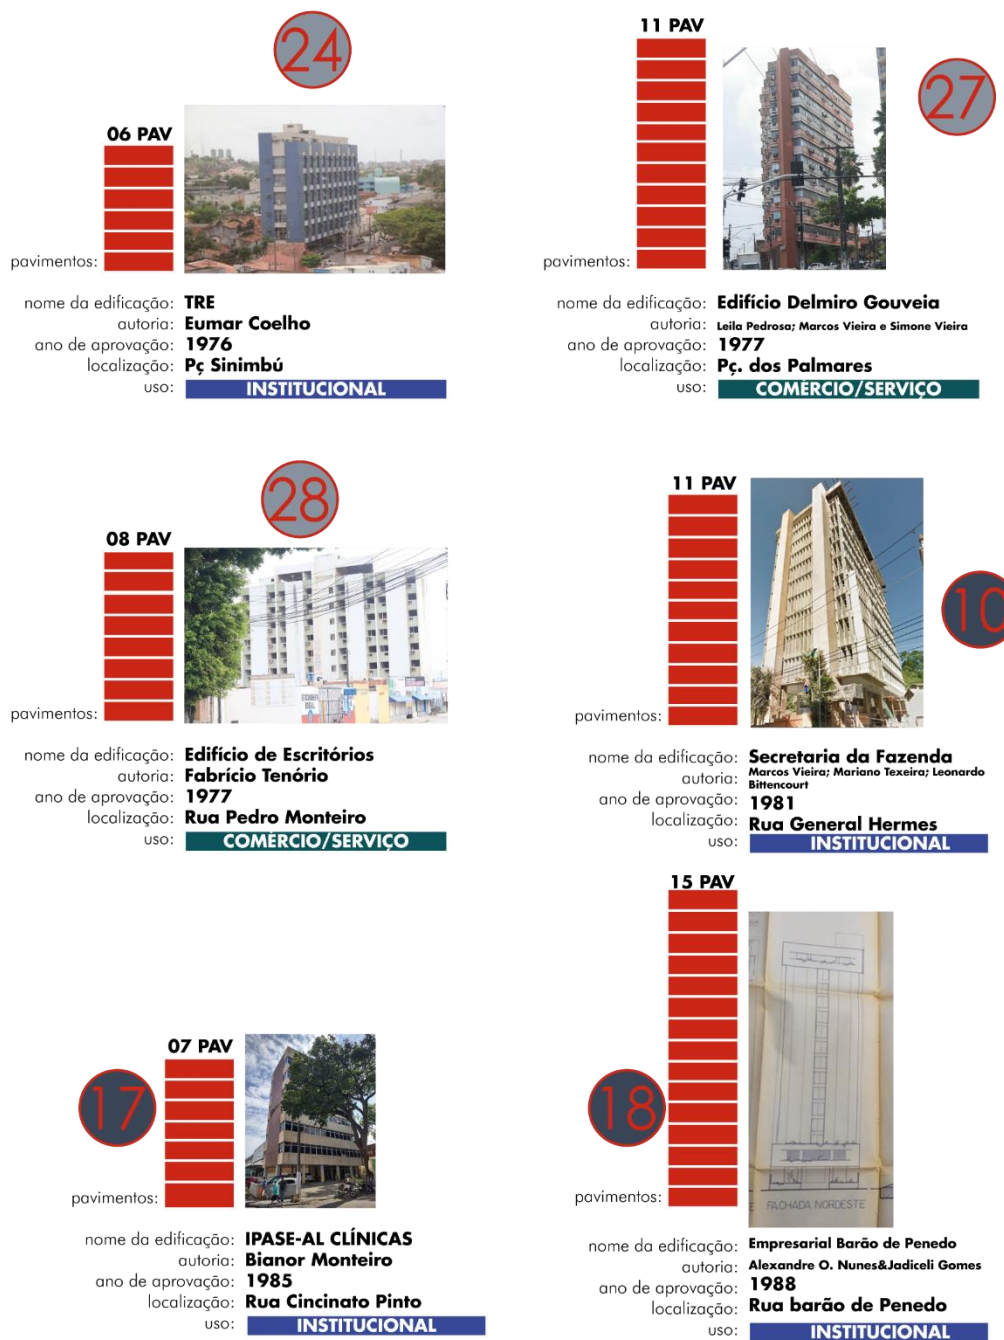 24
06 PAV
pavimentos:
nome da edificação: TRE
autoria: Eumar Coelho
ano de aprovação: 1976
localização: Pç Sinimbú
uso: INSTITUCIONAL
11 PAV
27
pavimentos:
nome da edificação: Edifício Delmiro Gouveia
autoria: Leila Pedrosa; Marcos Vieira e Simone Vieira
ano de aprovação: 1977
localização: Pç. dos Palmares
uso: COMÉRCIO/SERVIÇO
28
08 PAV
pavimentos:
nome da edificação: Edifício de Escritórios
autoria: Fabrício Tenório
ano de aprovação: 1977
localização: Rua Pedro Monteiro
uso: COMÉRCIO/SERVIÇO
11 PAV
10
pavimentos:
nome da edificação: Secretaria da Fazenda
autoria: Marcos Vieira; Mariano Texeira; Leonardo
Bittencourt
ano de aprovação: 1981
localização: Rua General Hermes
uso: INSTITUCIONAL
07 PAV
17
pavimentos:
nome da edificação: IPASE-AL CLÍNICAS
autoria: Bianor Monteiro
ano de aprovação: 1985
localização: Rua Cincinato Pinto
uso: INSTITUCIONAL
15 PAV
18
pavimentos:
FACHADA NORDESTE
nome da edificação: Empresarial Barão de Penedo
autoria: Alexandre O. Nunes&Jadiceli Gomes
ano de aprovação: 1988
localização: Rua barão de Penedo
uso: INSTITUCIONAL